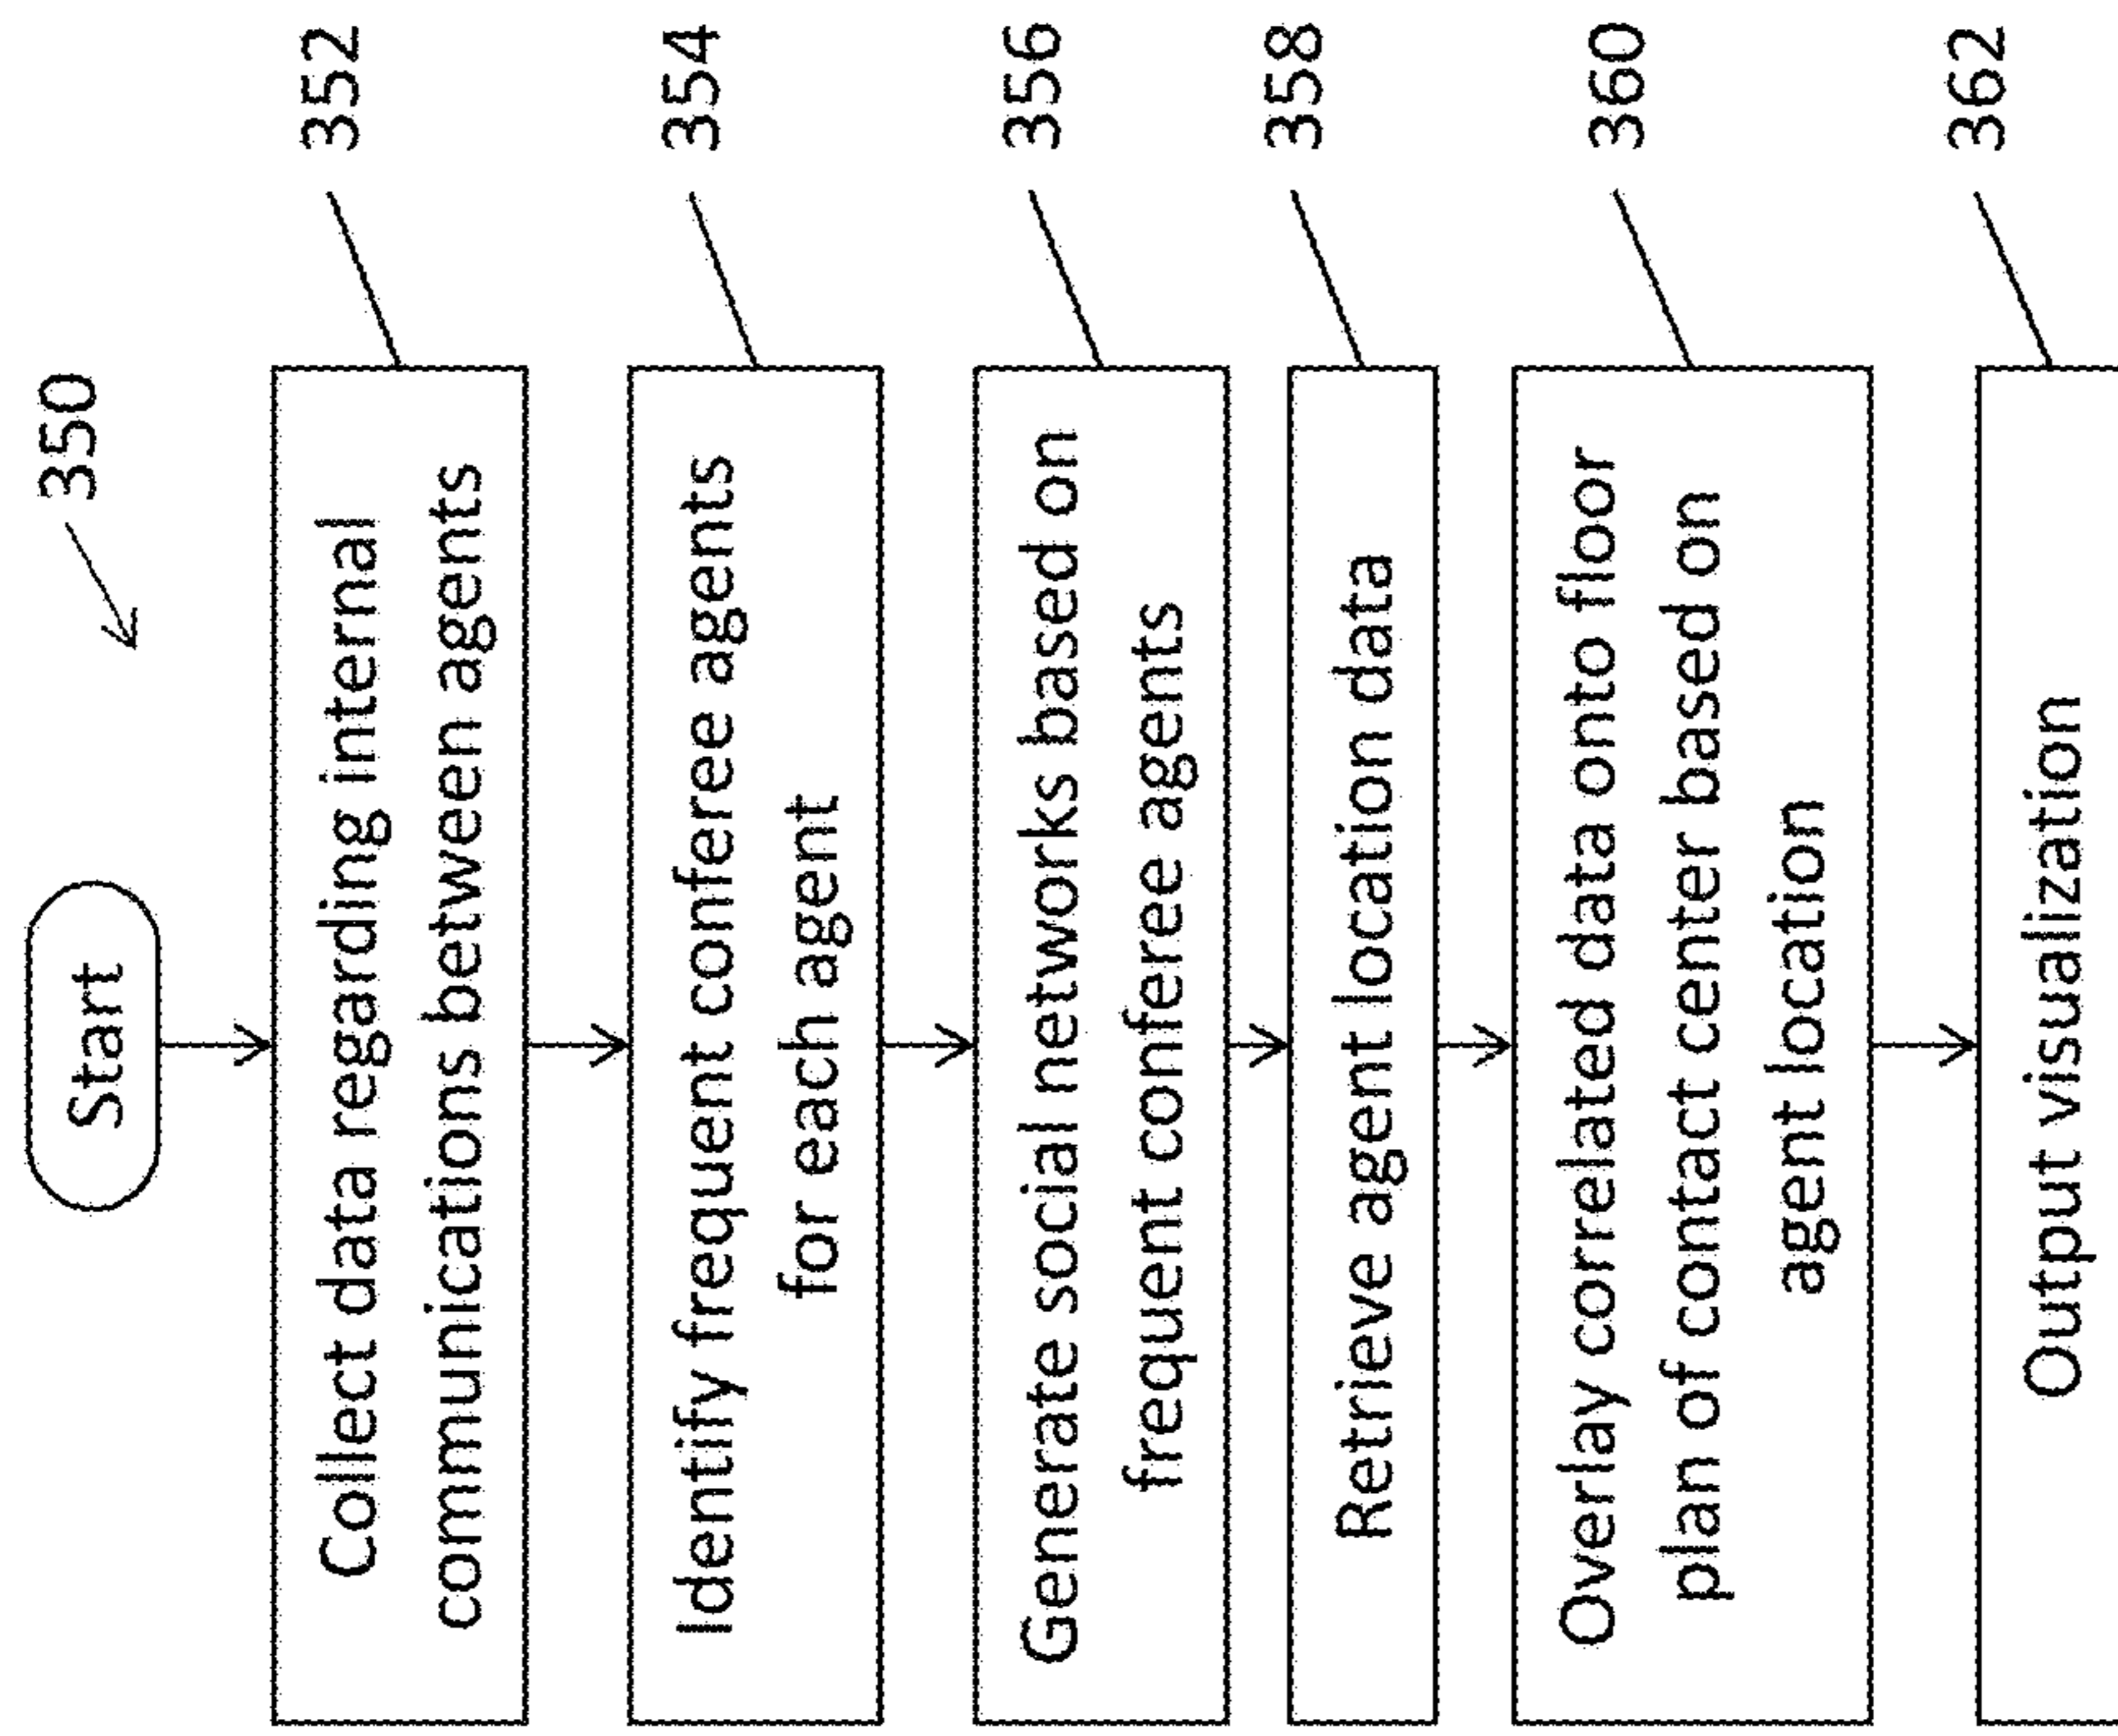 350
Start
Collect data regarding internal
communications between agents
352
Identify frequent conferee agents
for each agent
354
Generate social networks based on
frequent conferee agents
356
Retrieve agent location data
358
Overlay correlated data onto floor
plan of contact center based on
agent location
360
Output visualization
362